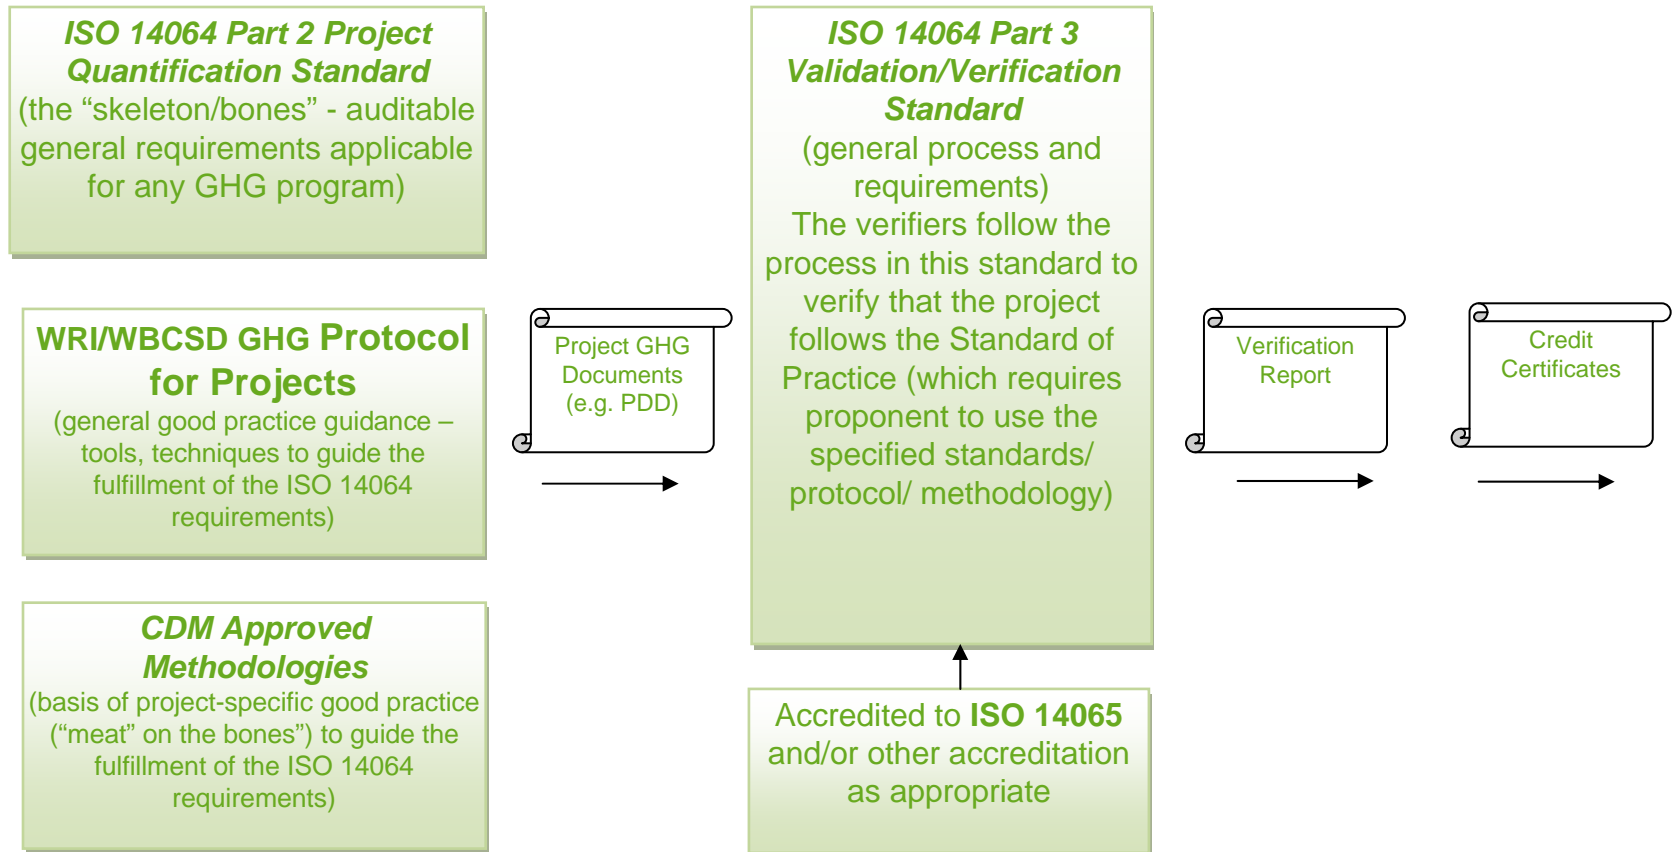 ISO 14064 Part 2 Project
Quantification Standard
(the “skeleton/bones” - auditable
general requirements applicable
for any GHG program)
WRI/WBCSD GHG Protocol
for Projects
(general good practice guidance –
tools, techniques to guide the
fulfillment of the ISO 14064
requirements)
CDM Approved
Methodologies
(basis of project-specific good practice
(“meat” on the bones”) to guide the
fulfillment of the ISO 14064
requirements)
Project GHG
Documents
(e.g. PDD)
ISO 14064 Part 3
Validation/Verification
Standard
(general process and
requirements)
The verifiers follow the
process in this standard to
verify that the project
follows the Standard of
Practice (which requires
proponent to use the
specified standards/
protocol/ methodology)
Accredited to ISO 14065
and/or other accreditation
as appropriate
Verification
Report
Credit
Certificates